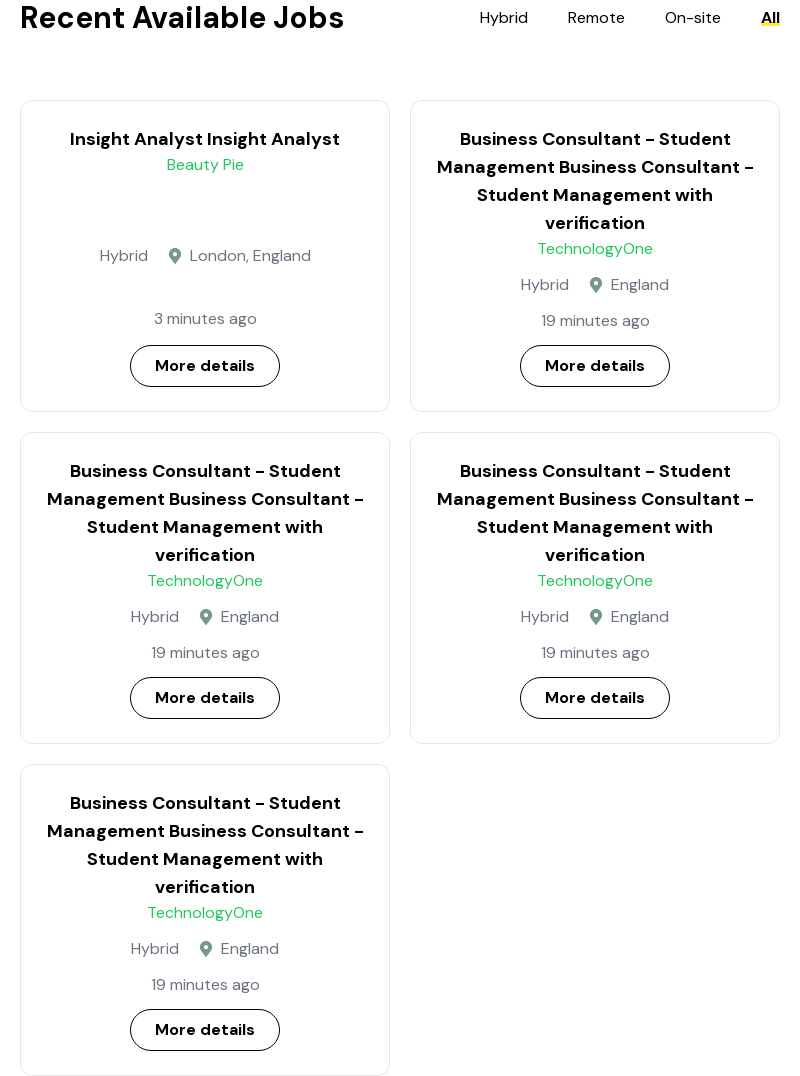 Recent Available Jobs
Hybrid Remote On-site All
Insight Analyst Insight Analyst
Beauty Pie
Hybrid London, England
3 minutes ago
More details
Business Consultant – Student
Management Business Consultant –
Student Management with
verification
TechnologyOne
Hybrid England
19 minutes ago
More details
Business Consultant – Student
Management Business Consultant –
Student Management with
verification
TechnologyOne
Hybrid England
19 minutes ago
More details
Business Consultant – Student
Management Business Consultant –
Student Management with
verification
TechnologyOne
Hybrid England
19 minutes ago
More details
Business Consultant – Student
Management Business Consultant –
Student Management with
verification
TechnologyOne
Hybrid England
19 minutes ago
More details